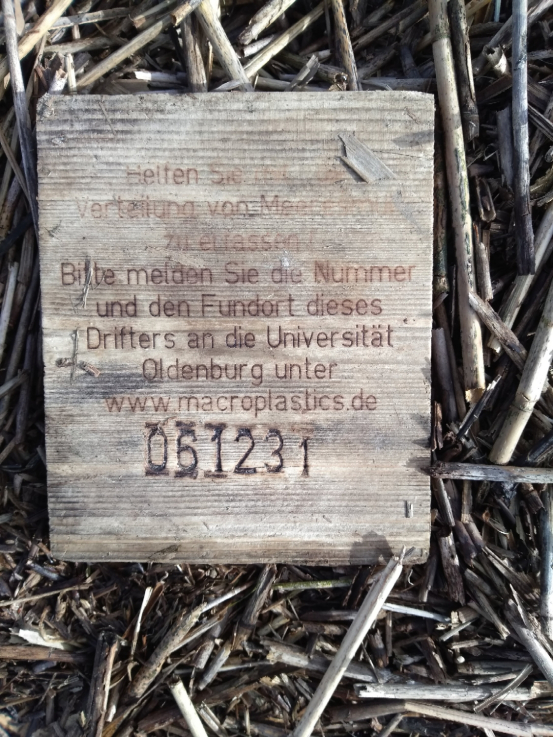 Helfen Sie
Verteilung von Meeresmüll
zu erfassen!
Bitte melden Sie die Nummer
und den Fundort dieses
Drifters an die Universität
Oldenburg unter
www.macroplastics.de
061231